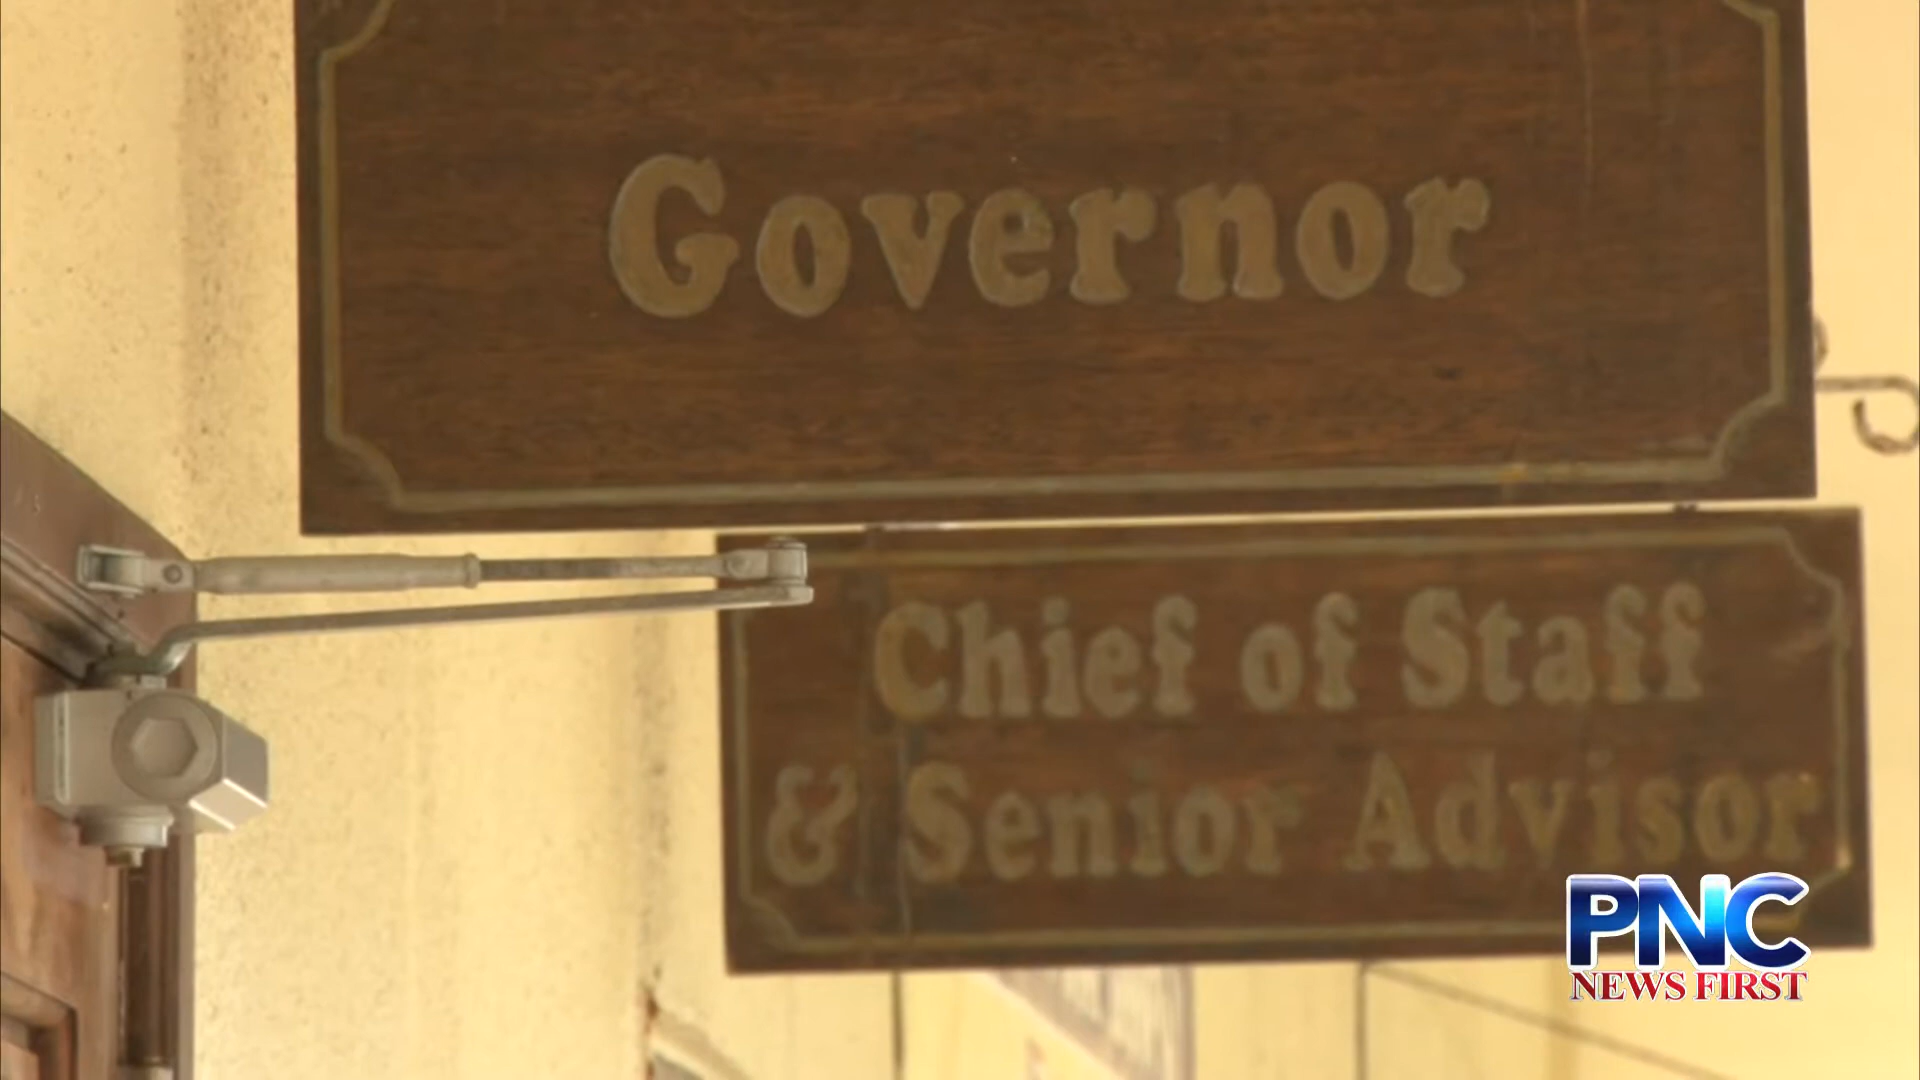 Governor
Chief of Staff
& Senior Advisor
PNC
NEWS FIRST